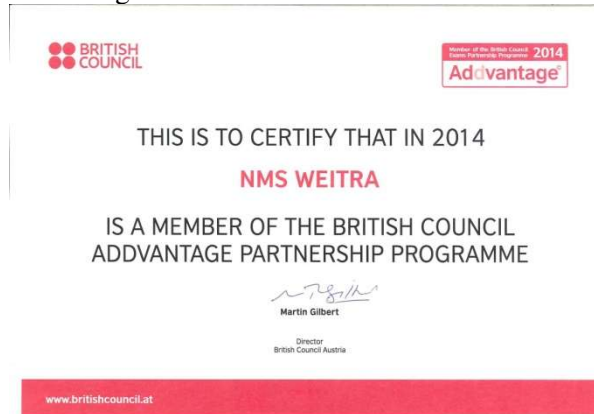 BRITISH
COUNCIL
Member of the British Council
Exams Partnership Programme 2014
Addvantage®
THIS IS TO CERTIFY THAT IN 2014
NMS WEITRA
IS A MEMBER OF THE BRITISH COUNCIL
ADDVANTAGE PARTNERSHIP PROGRAMME
Martin Gilbert
Director
British Council Austria
www.britishcouncil.at